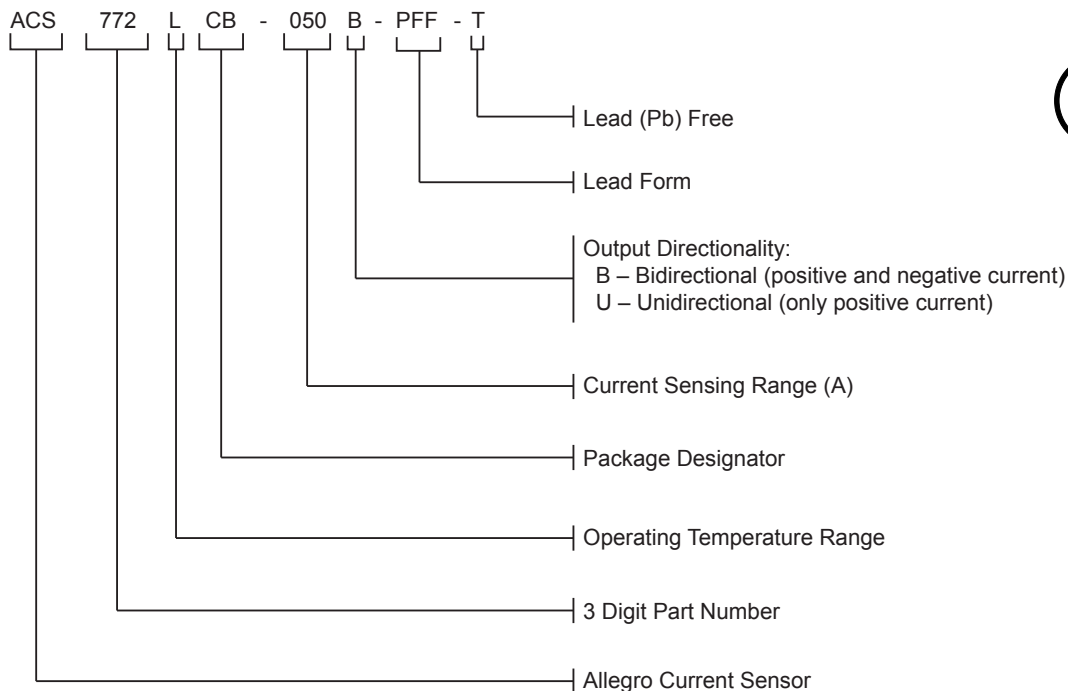 ACS 772 L CB - 050 B - PFF - T
Lead (Pb) Free
Lead Form
Output Directionality:
B – Bidirectional (positive and negative current)
U – Unidirectional (only positive current)
Current Sensing Range (A)
Package Designator
Operating Temperature Range
3 Digit Part Number
Allegro Current Sensor